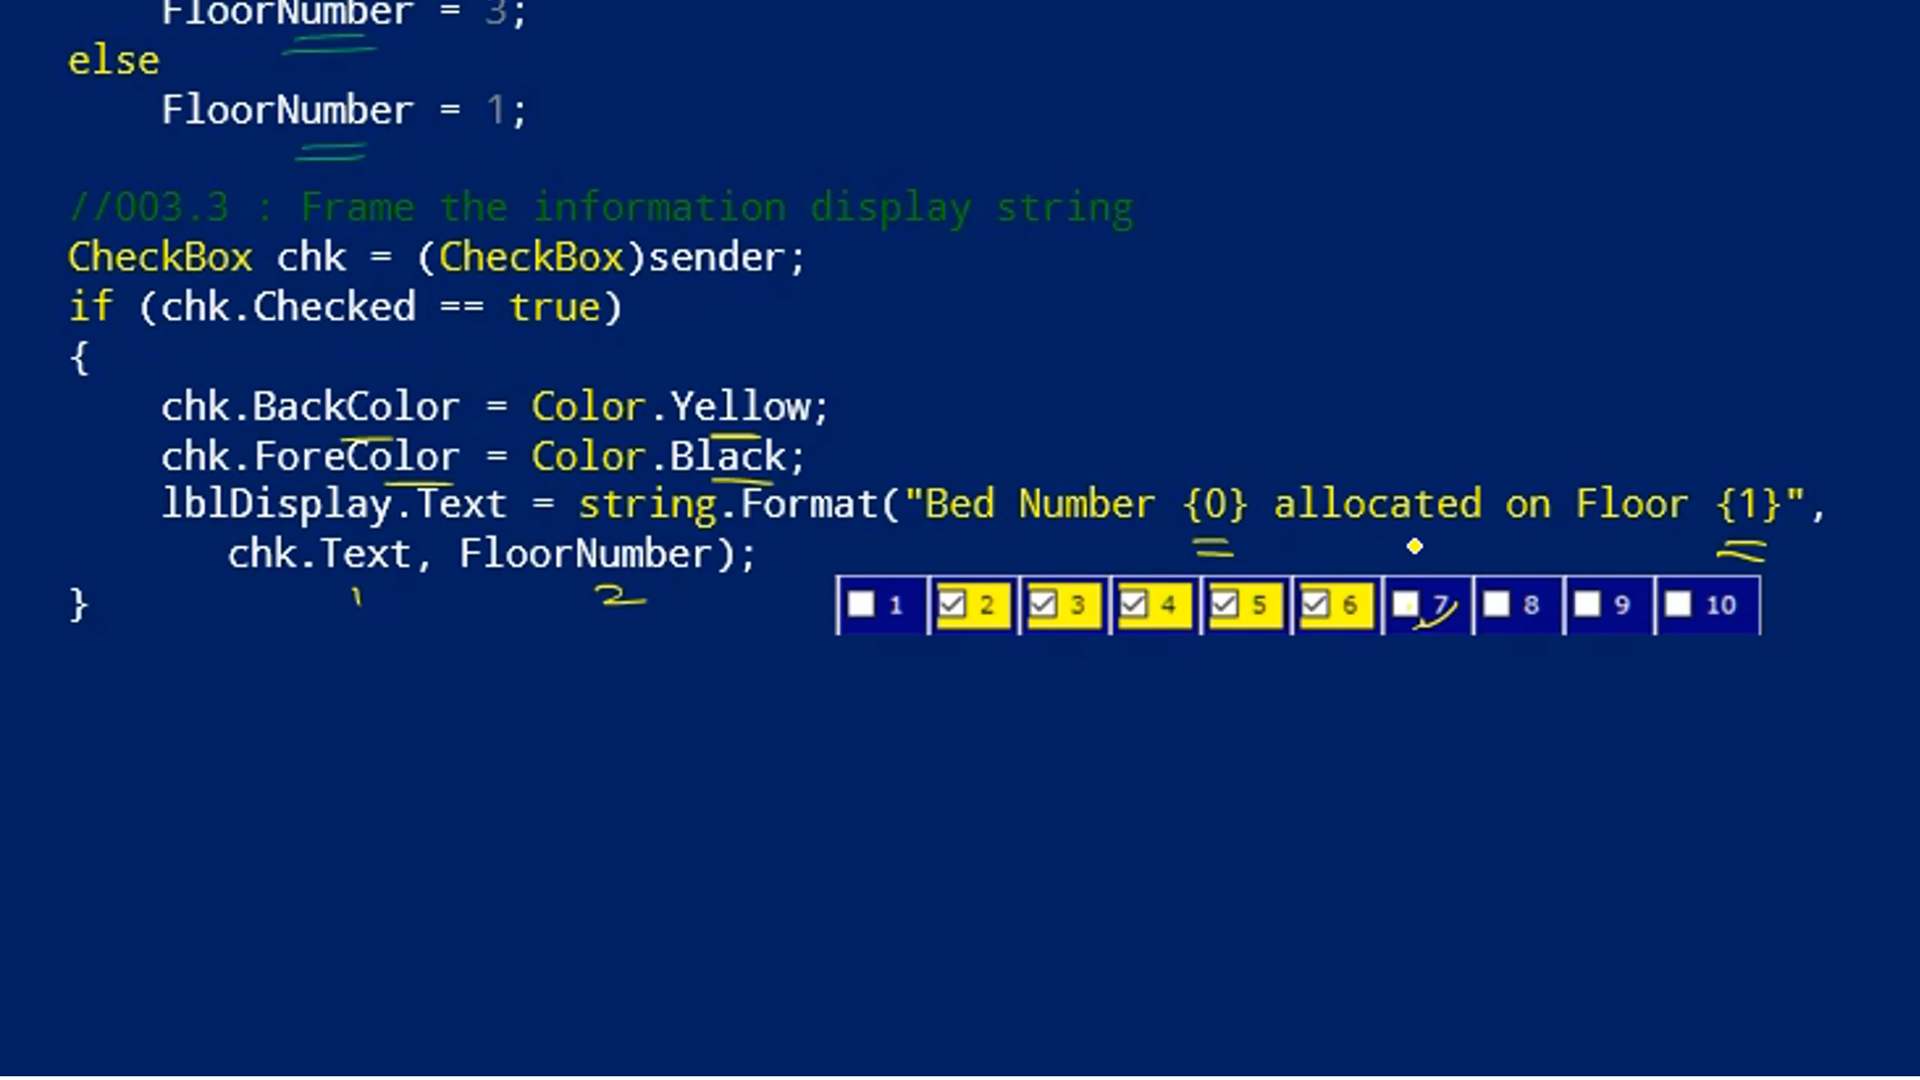 FloorNumber = 3;
else
FloorNumber = 1;
//003.3 : Frame the information display string
CheckBox chk = (CheckBox)sender;
if (chk.Checked == true)
{
chk.BackColor = Color.Yellow;
chk.ForeColor = Color.Black;
lblDisplay.Text = string.Format("Bed Number {0} allocated on Floor {1}",
chk.Text, FloorNumber);
1 2
}
1 2 3 4 5 6 7 8 9 10